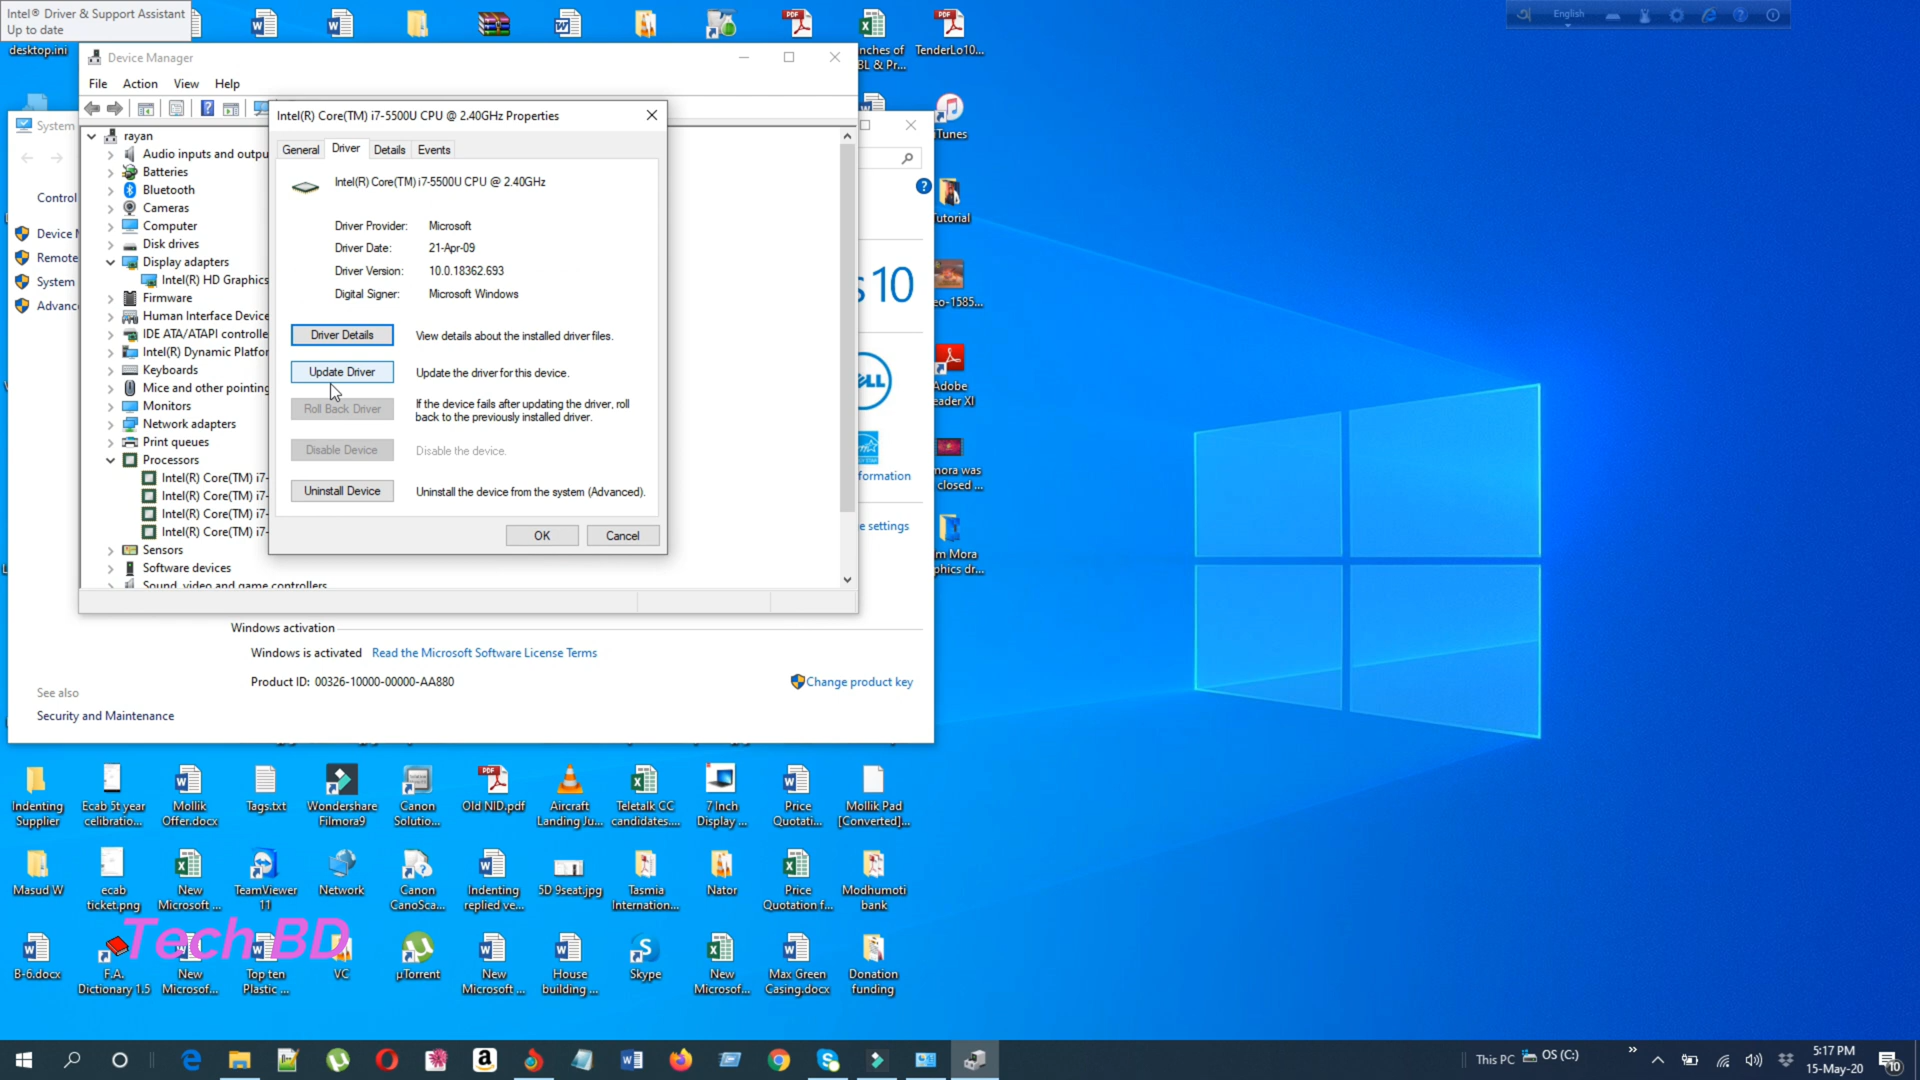 Intel® Driver & Support Assistant
Up to date
desktop.ini
nches of
BL & Pr...
TenderLo10...
English
Device Manager
File Action View Help
System
rayan
Audio inputs and outpu
Batteries
Bluetooth
Cameras
Computer
Disk drives
Display adapters
Intel(R) HD Graphics
Firmware
Human Interface Device
IDE ATA/ATAPI controlle
Intel(R) Dynamic Platfor
Keyboards
Mice and other pointing
Monitors
Network adapters
Print queues
Processors
Intel(R) Core(TM) i7-
Intel(R) Core(TM) i7-
Intel(R) Core(TM) i7-
Intel(R) Core(TM) i7-
Sensors
Software devices
Sound, video and game controllers
Control
Device M
Remote
System
Advanc
Intel(R) Core(TM) i7-5500U CPU @ 2.40GHz Properties
General Driver Details Events
Intel(R) Core(TM) i7-5500U CPU @ 2.40GHz
Driver Provider: Microsoft
Driver Date: 21-Apr-09
Driver Version: 10.0.18362.693
Digital Signer: Microsoft Windows
Driver Details View details about the installed driver files.
Update Driver Update the driver for this device.
Roll Back Driver If the device fails after updating the driver, roll
back to the previously installed driver.
Disable Device Disable the device.
Uninstall Device Uninstall the device from the system (Advanced).
OK Cancel
s 10
formation
e settings
iTunes
Tutorial
eo-1585...
Adobe
eader XI
mora was
closed ...
m Mora
phics dr...
Windows activation
Windows is activated Read the Microsoft Software License Terms
Product ID: 00326-10000-00000-AA880
Change product key
See also
Security and Maintenance
Indenting
Supplier
Ecab 5t year
celibratio...
Mollik
Offer.docx
Tags.txt
Wondershare
Filmora9
Canon
Solutio...
Old NID.pdf
Aircraft
Landing Ju...
Teletalk CC
candidates....
7 Inch
Display ...
Price
Quotati...
Mollik Pad
[Converted]...
Masud W
ecab
ticket.png
New
Microsoft ...
TeamViewer
11
Network
Canon
CanoSca...
Indenting
replied ve...
5D 9seat.jpg
Tasmia
Internation...
Nator
Price
Quotation f...
Modhumoti
bank
Tech BD
B-6.docx
F.A.
Dictionary 1.5
New
Microsof...
Top ten
Plastic ...
VC
µTorrent
New
Microsoft ...
House
building ...
Skype
New
Microsof...
Max Green
Casing.docx
Donation
funding
This PC OS (C:)
5:17 PM
15-May-20
10